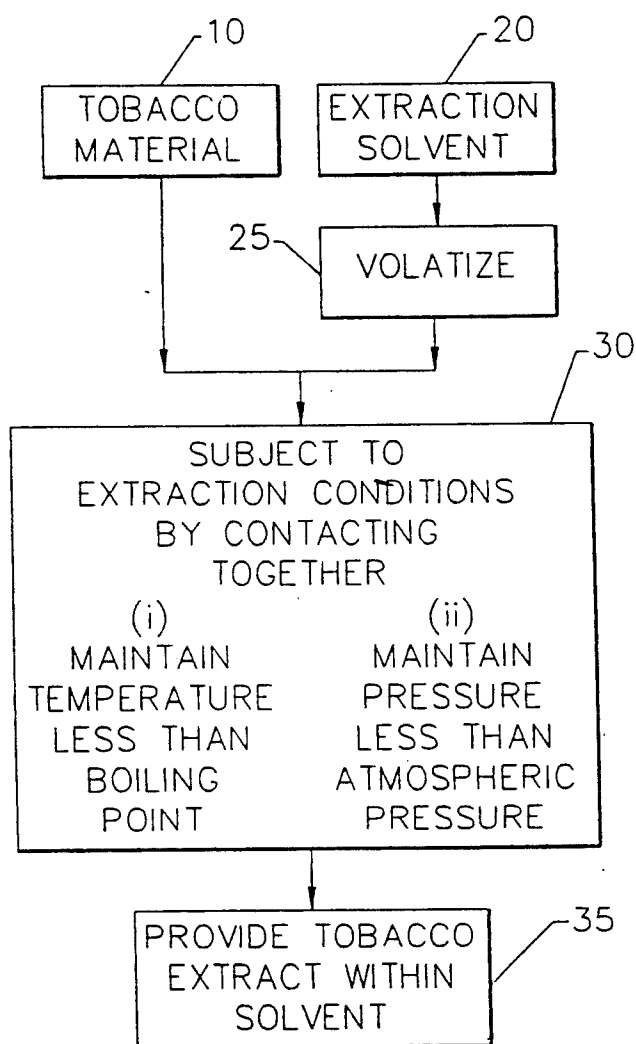 10
20
TOBACCO
MATERIAL
EXTRACTION
SOLVENT
25
VOLATIZE
30
SUBJECT TO
EXTRACTION CONDITIONS
BY CONTACTING
TOGETHER
(i)
MAINTAIN
TEMPERATURE
LESS THAN
BOILING
POINT
(ii)
MAINTAIN
PRESSURE
LESS THAN
ATMOSPHERIC
PRESSURE
35
PROVIDE TOBACCO
EXTRACT WITHIN
SOLVENT